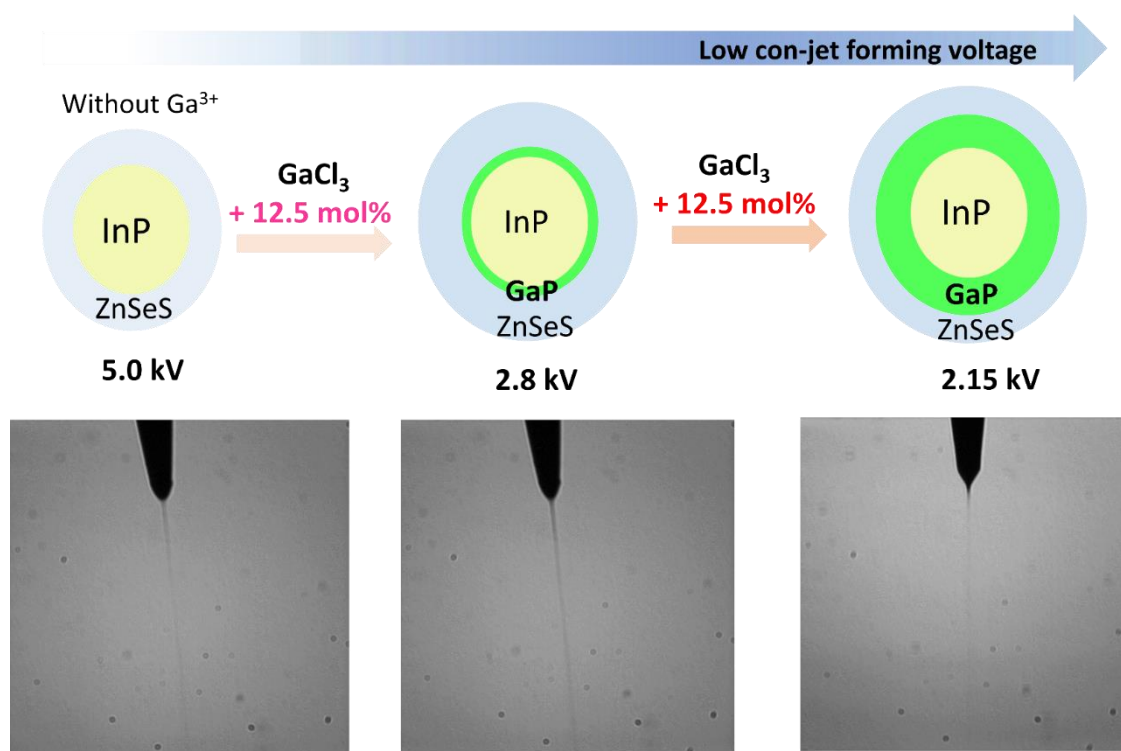 Low con-jet forming voltage
Without Ga³⁺
InP
ZnSeS
5.0 kV
GaCl₃
+ 12.5 mol%
InP
GaP
ZnSeS
2.8 kV
GaCl₃
+ 12.5 mol%
InP
GaP
ZnSeS
2.15 kV